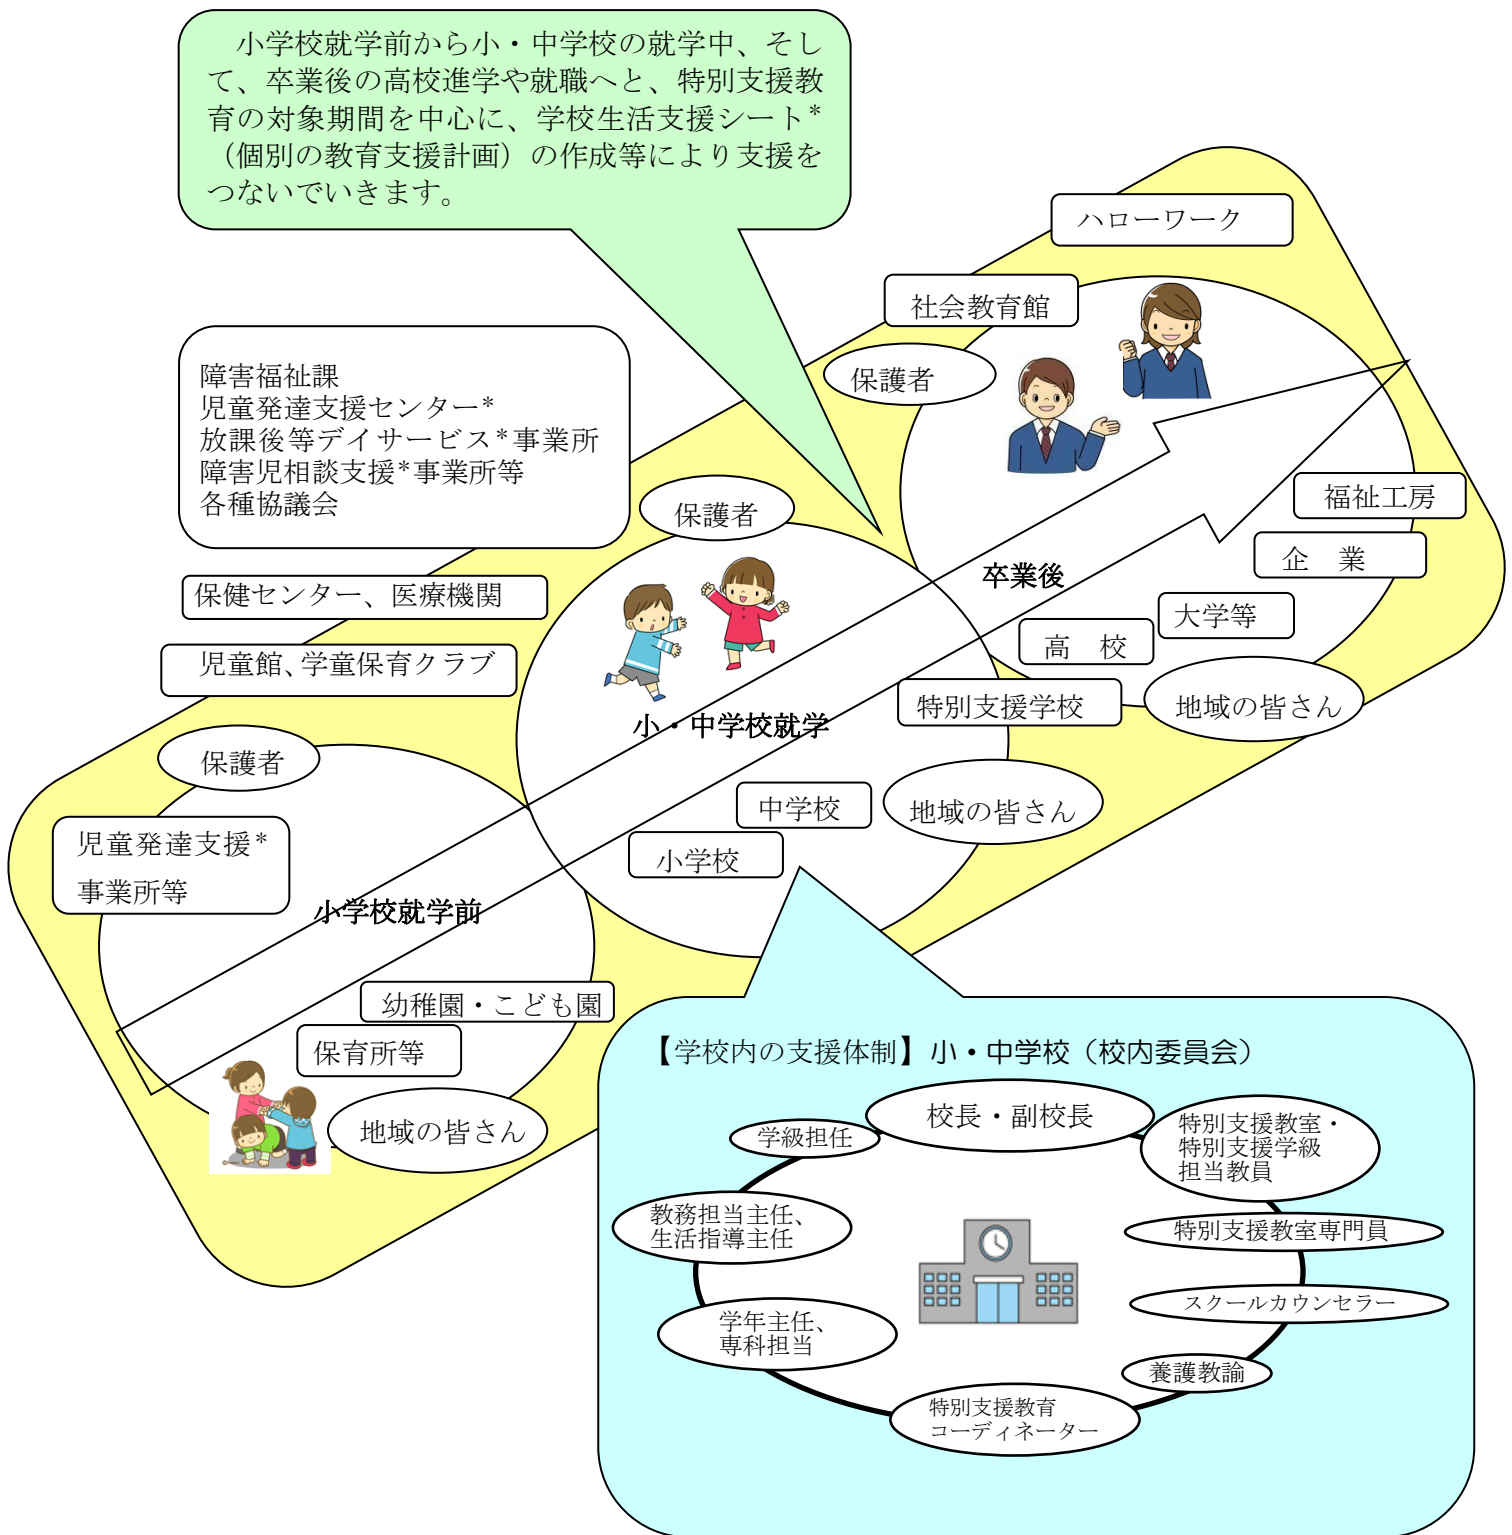 小学校就学前から小・中学校の就学中、そし
て、卒業後の高校進学や就職へと、特別支援教
育の対象期間を中心に、学校生活支援シート*
（個別の教育支援計画）の作成等により支援を
つないでいきます。
ハローワーク
社会教育館
保護者
障害福祉課
児童発達支援センター*
放課後等デイサービス*事業所
障害児相談支援*事業所等
各種協議会
保護者
福祉工房
企　業
卒業後
保健センター、医療機関
大学等
高　校
児童館、学童保育クラブ
特別支援学校
地域の皆さん
小・中学校就学
保護者
中学校
地域の皆さん
小学校
児童発達支援*
事業所等
小学校就学前
幼稚園・こども園
保育所等
地域の皆さん
【学校内の支援体制】小・中学校（校内委員会）
校長・副校長
学級担任
特別支援教室・
特別支援学級
担当教員
教務担当主任、
生活指導主任
特別支援教室専門員
スクールカウンセラー
学年主任、
専科担当
養護教諭
特別支援教育
コーディネーター